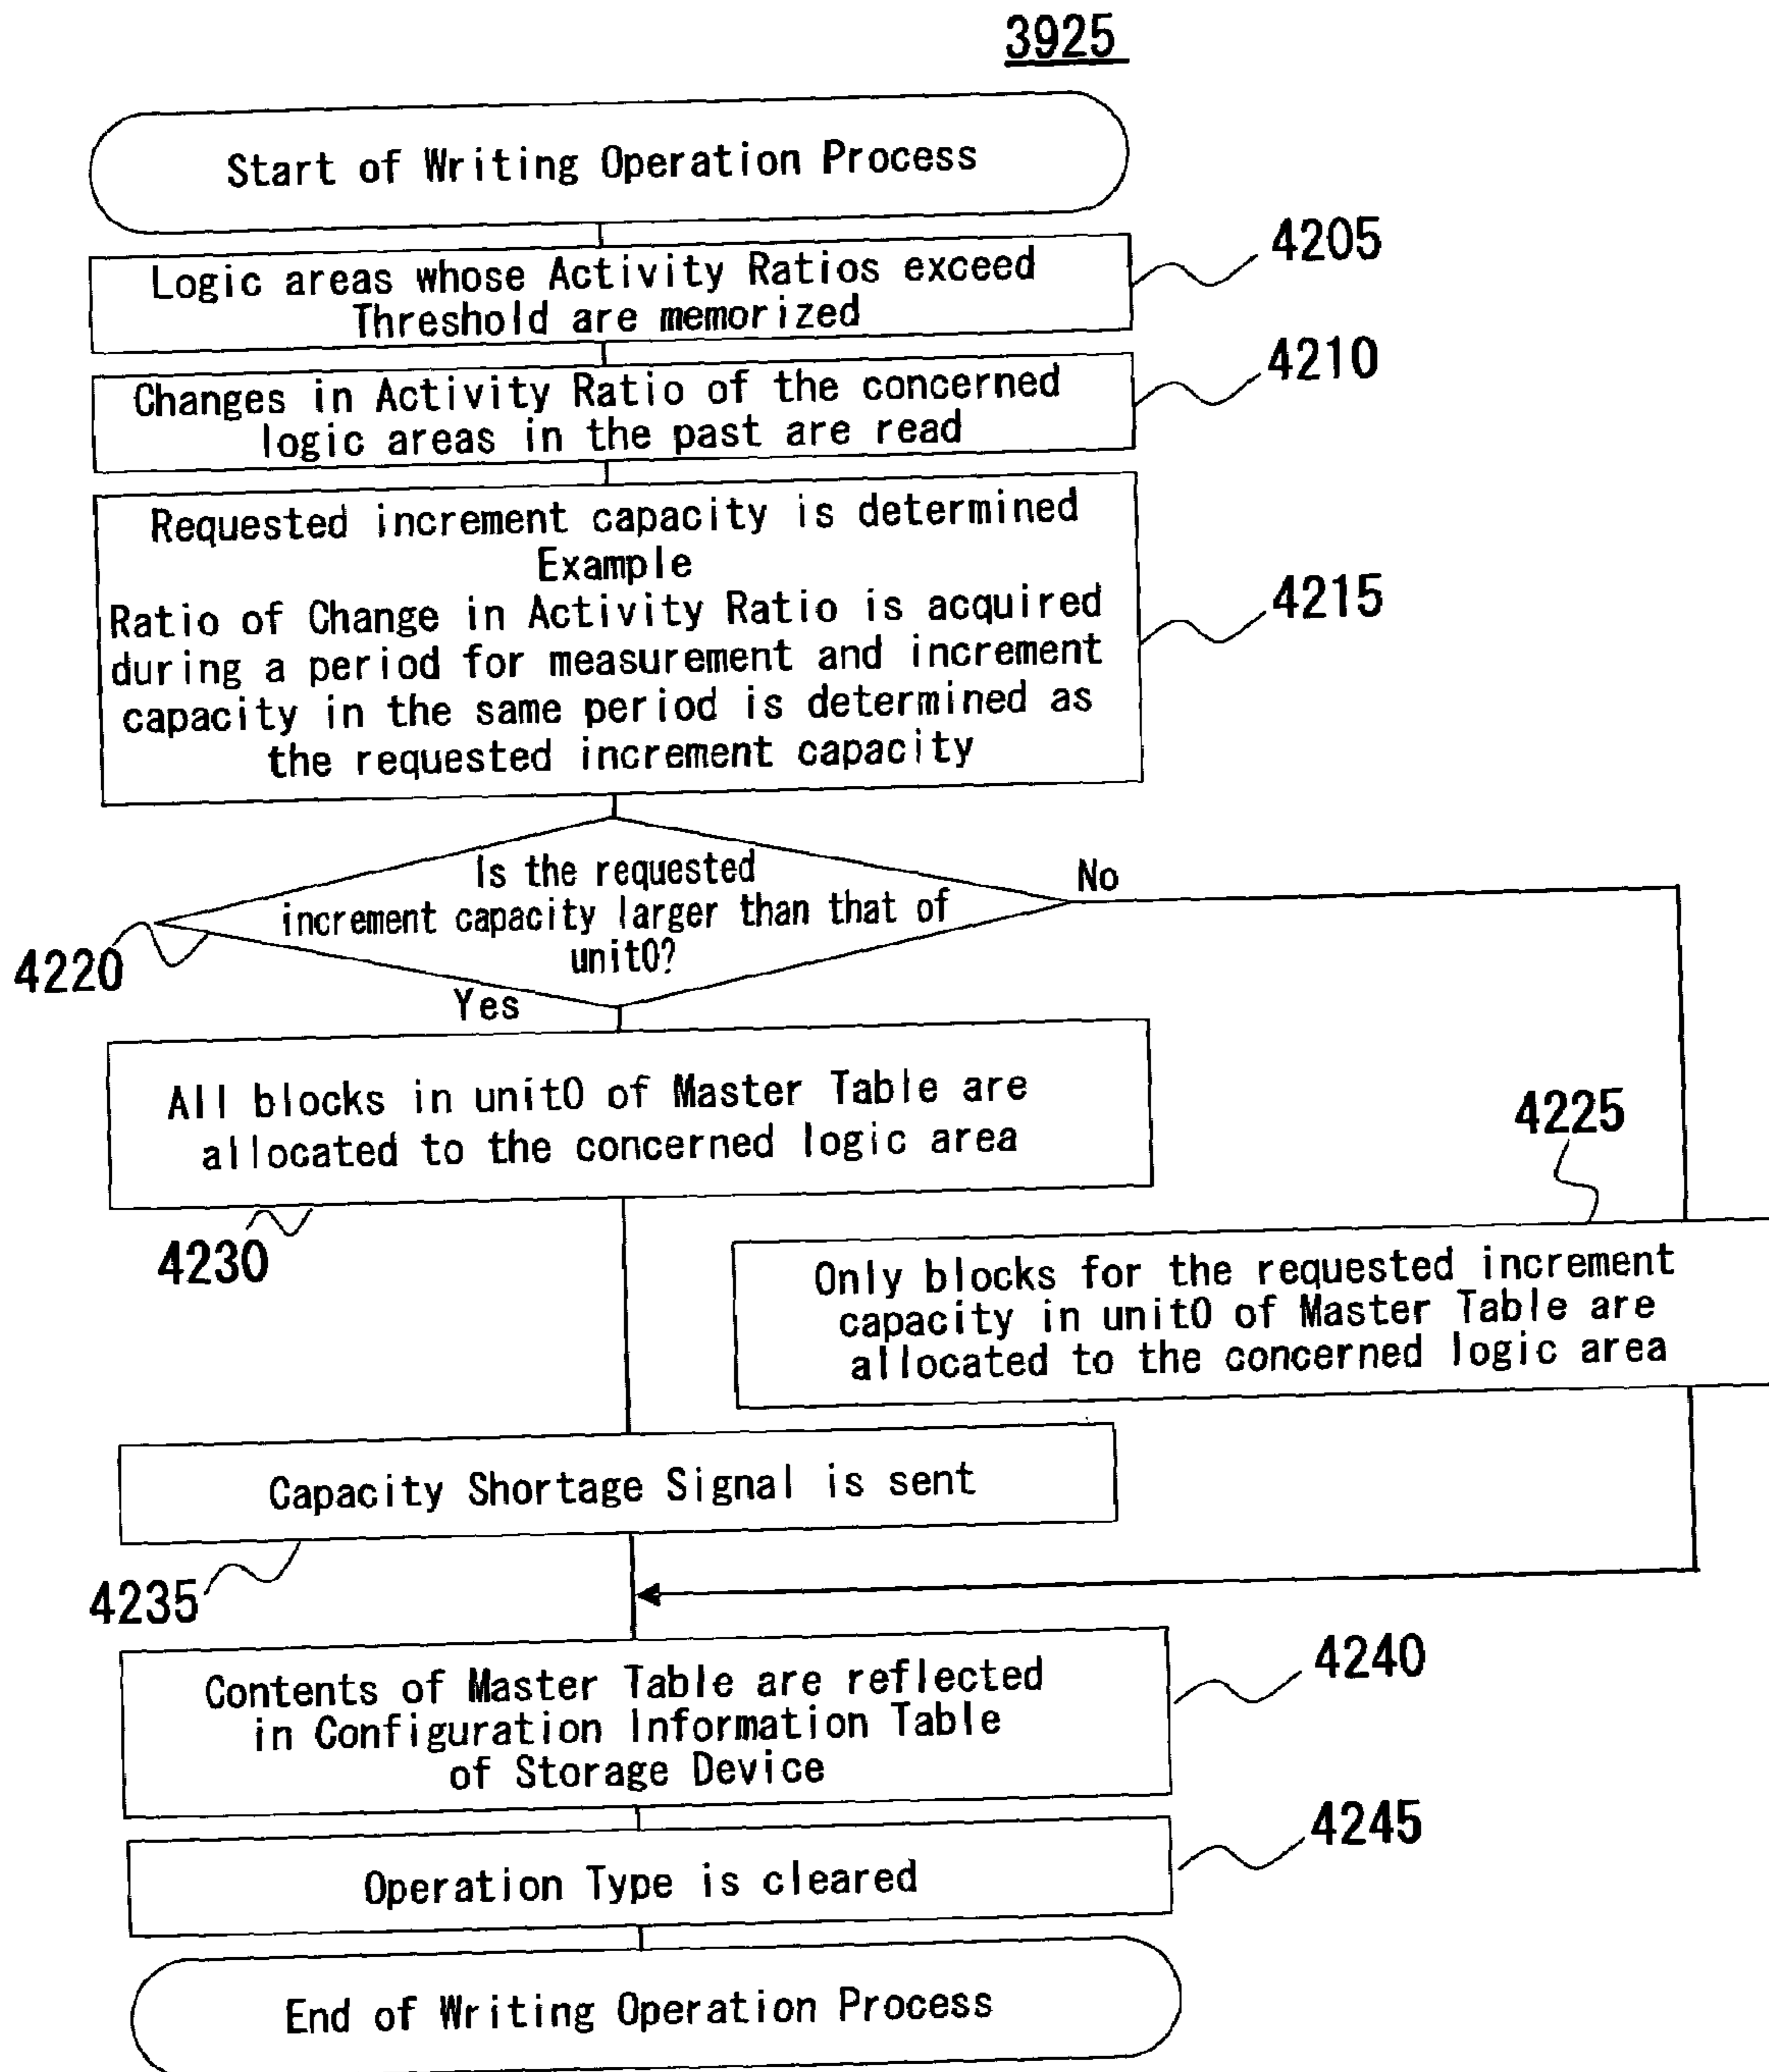 3925
Start of Writing Operation Process
Logic areas whose Activity Ratios exceed
Threshold are memorized
4205
Changes in Activity Ratio of the concerned
logic areas in the past are read
4210
Requested increment capacity is determined
Example
Ratio of Change in Activity Ratio is acquired
during a period for measurement and increment
capacity in the same period is determined as
the requested increment capacity
4215
Is the requested
increment capacity larger than that of
unit0?
No
4220
Yes
All blocks in unit0 of Master Table are
allocated to the concerned logic area
4230
4225
Only blocks for the requested increment
capacity in unit0 of Master Table are
allocated to the concerned logic area
Capacity Shortage Signal is sent
4235
Contents of Master Table are reflected
in Configuration Information Table
of Storage Device
4240
Operation Type is cleared
4245
End of Writing Operation Process